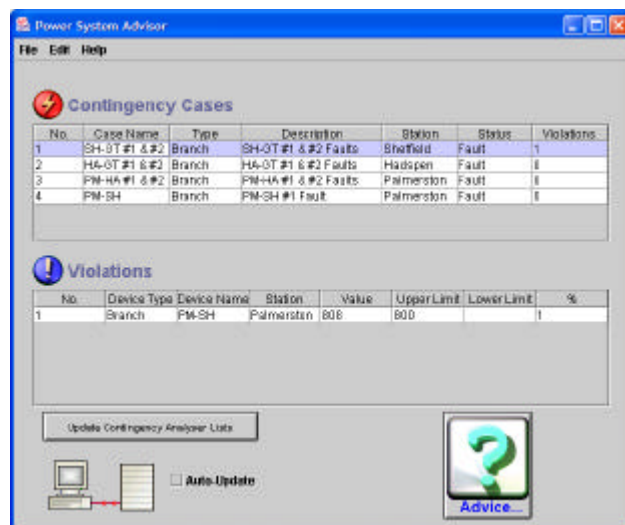 Power System Advisor
File Edit Help
Contingency Cases
No. Case Name Type Description Station Status Violations
1 SH-GT #1 & #2 Branch SH-GT #1 & #2 Faults Sheffield Fault 1
2 HA-GT #1 & #2 Branch HA-GT #1 & #2 Faults Hadspen Fault
3 PM-HA #1 & #2 Branch PM-HA #1 & #2 Faults Palmerston Fault
4 PM-SH Branch PM-SH #1 Fault Palmerston Fault
Violations
No. Device Type Device Name Station Value Upper Limit Lower Limit %
1 Branch PM-SH Palmerston 808 800 1
Update Contingency Analyser Lists
Auto-Update
Advice...